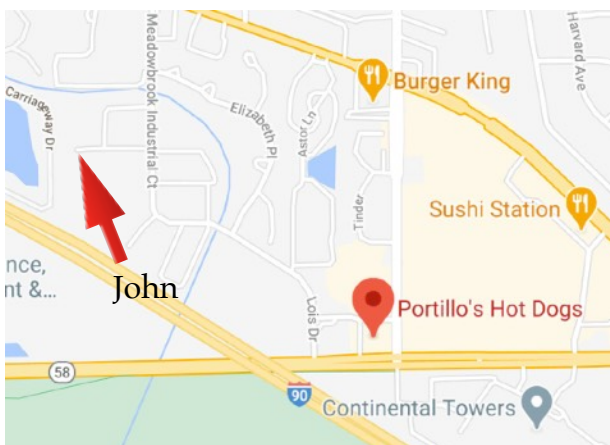 Meadowbrook Industrial Ct
Harvard Ave
Burger King
Carriageway Dr
Elizabeth Pl
Astor Ln
Tinder
Sushi Station
nce,
nt &...
John
Lois Dr
Portillo's Hot Dogs
58
90
Continental Towers